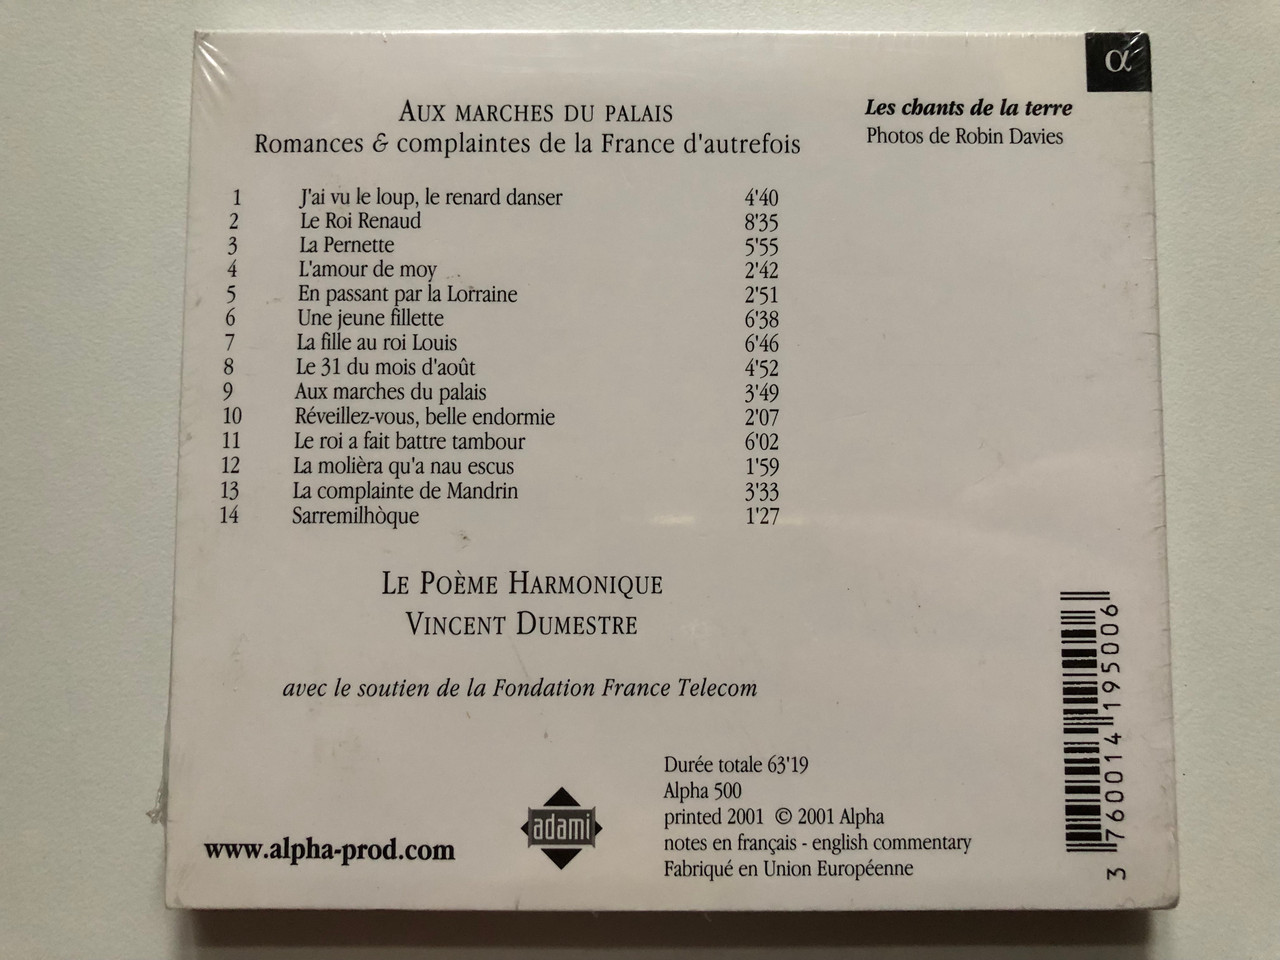 α
AUX MARCHES DU PALAIS
Romances & complaintes de la France d'autrefois
Les chants de la terre
Photos de Robin Davies
1 J'ai vu le loup, le renard danser 4'40
2 Le Roi Renaud 8'35
3 La Pernette 5'55
4 L'amour de moy 2'42
5 En passant par la Lorraine 2'51
6 Une jeune fillette 6'38
7 La fille au roi Louis 6'46
8 Le 31 du mois d'août 4'52
9 Aux marches du palais 3'49
10 Réveillez-vous, belle endormie 2'07
11 Le roi a fait battre tambour 6'02
12 La molièra qu'a nau escus 1'59
13 La complainte de Mandrin 3'33
14 Sarremilhòque 1'27
LE POÈME HARMONIQUE
VINCENT DUMESTRE
avec le soutien de la Fondation France Telecom
www.alpha-prod.com
adami
Durée totale 63'19
Alpha 500
printed 2001 © 2001 Alpha
notes en français - english commentary
Fabriqué en Union Européenne
3 760014 195006